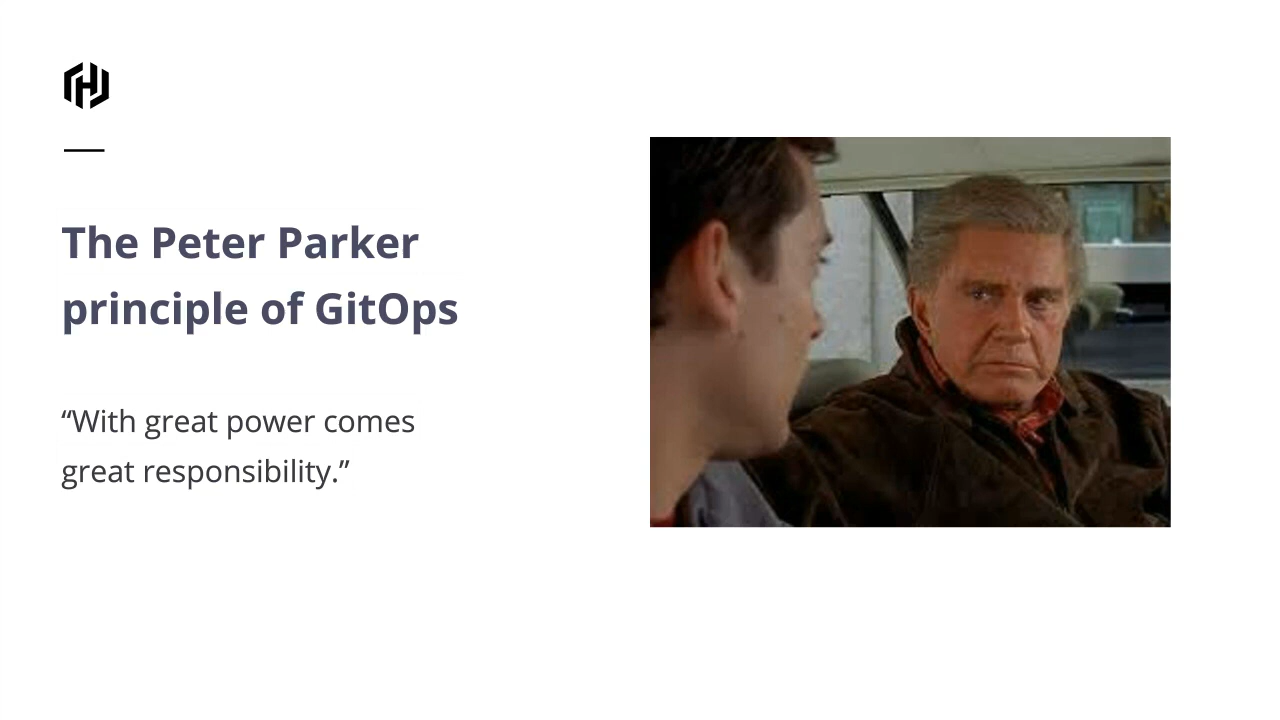 The Peter Parker
principle of GitOps
“With great power comes
great responsibility.”